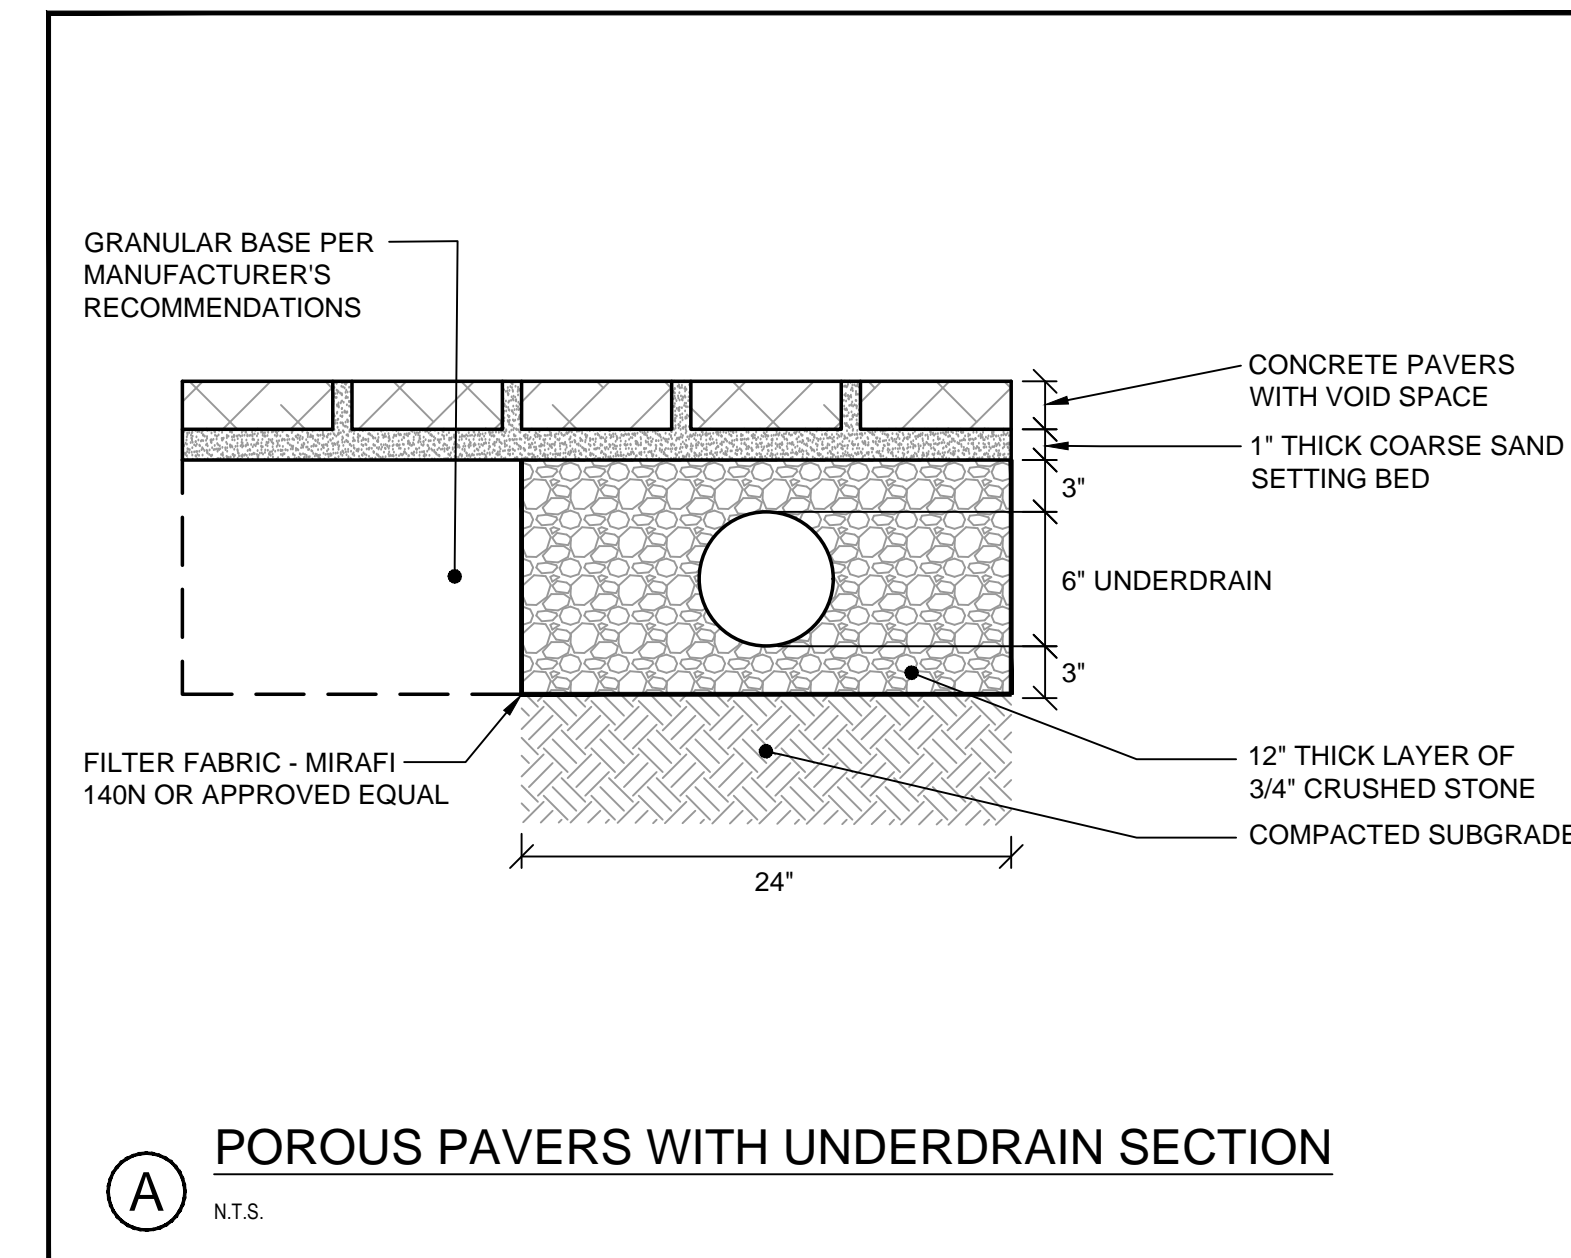 GRANULAR BASE PER
MANUFACTURER'S
RECOMMENDATIONS
CONCRETE PAVERS
WITH VOID SPACE
1" THICK COARSE SAND
SETTING BED
3"
6" UNDERDRAIN
3"
FILTER FABRIC - MIRAFI
140N OR APPROVED EQUAL
12" THICK LAYER OF
3/4" CRUSHED STONE
COMPACTED SUBGRADE
24"
A
POROUS PAVERS WITH UNDERDRAIN SECTION
N.T.S.